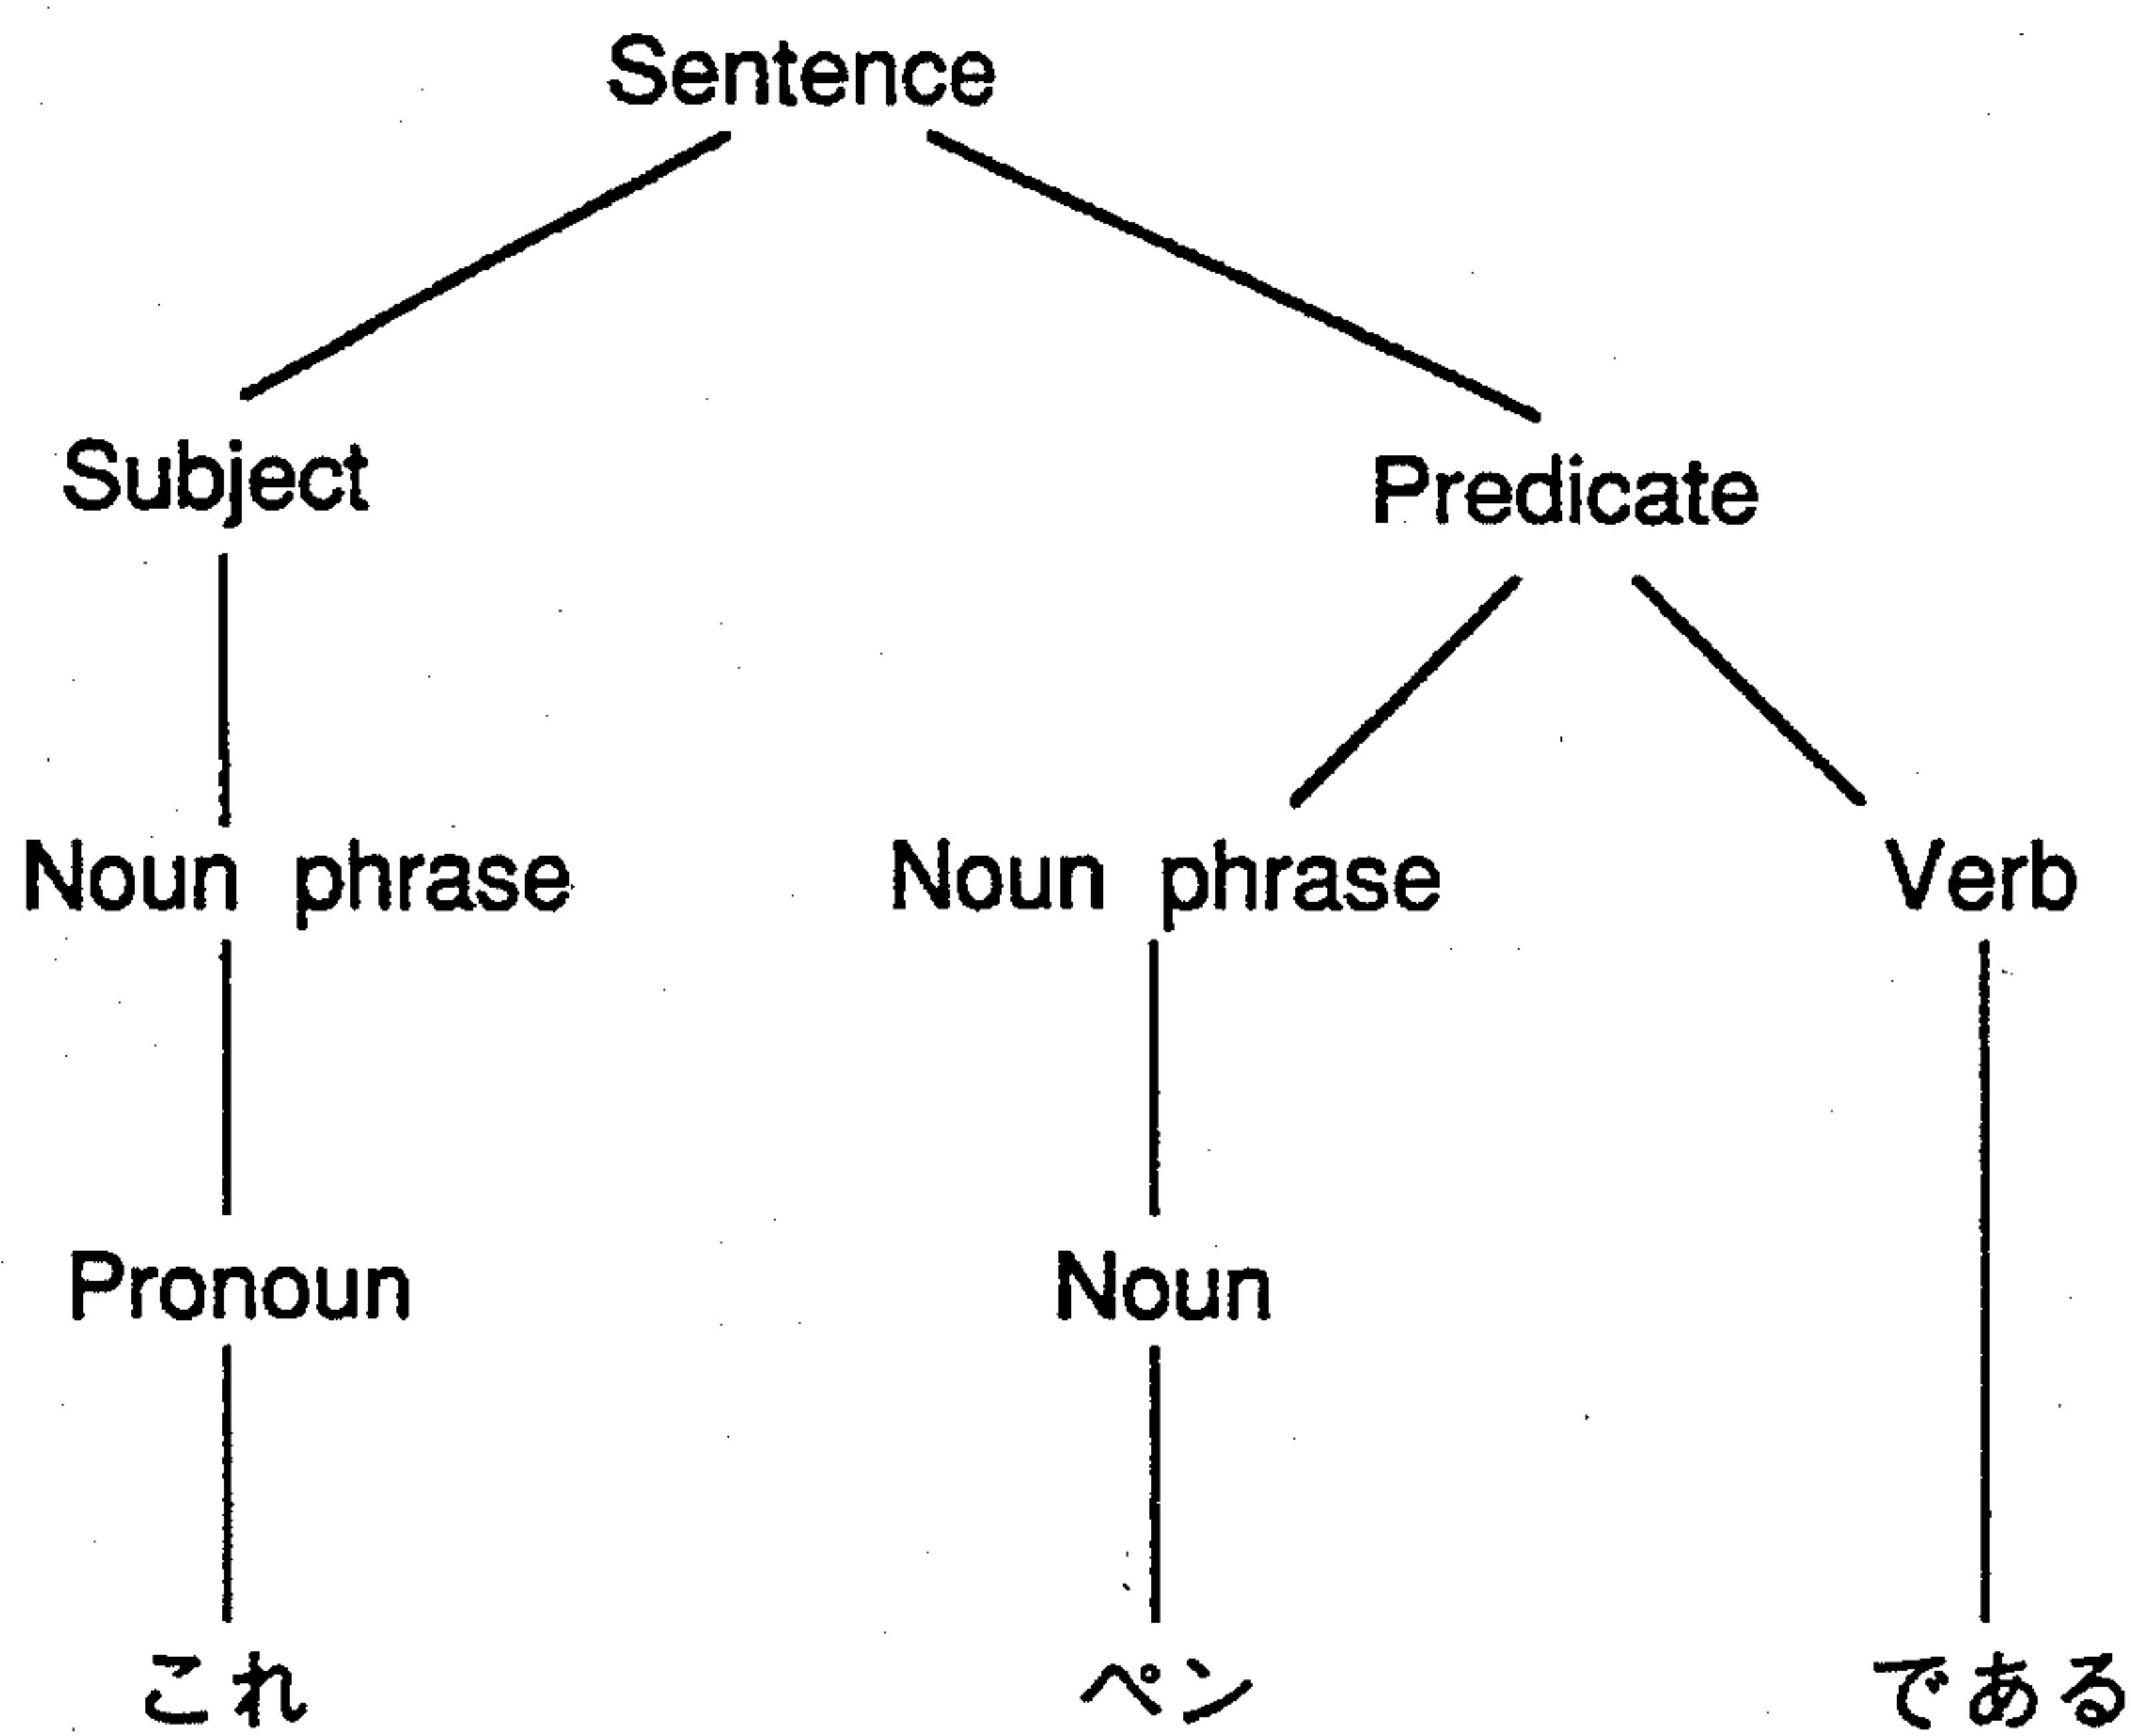 Sentence
Subject Predicate
Noun phrase Noun phrase Verb
Pronoun Noun
これ ペン である